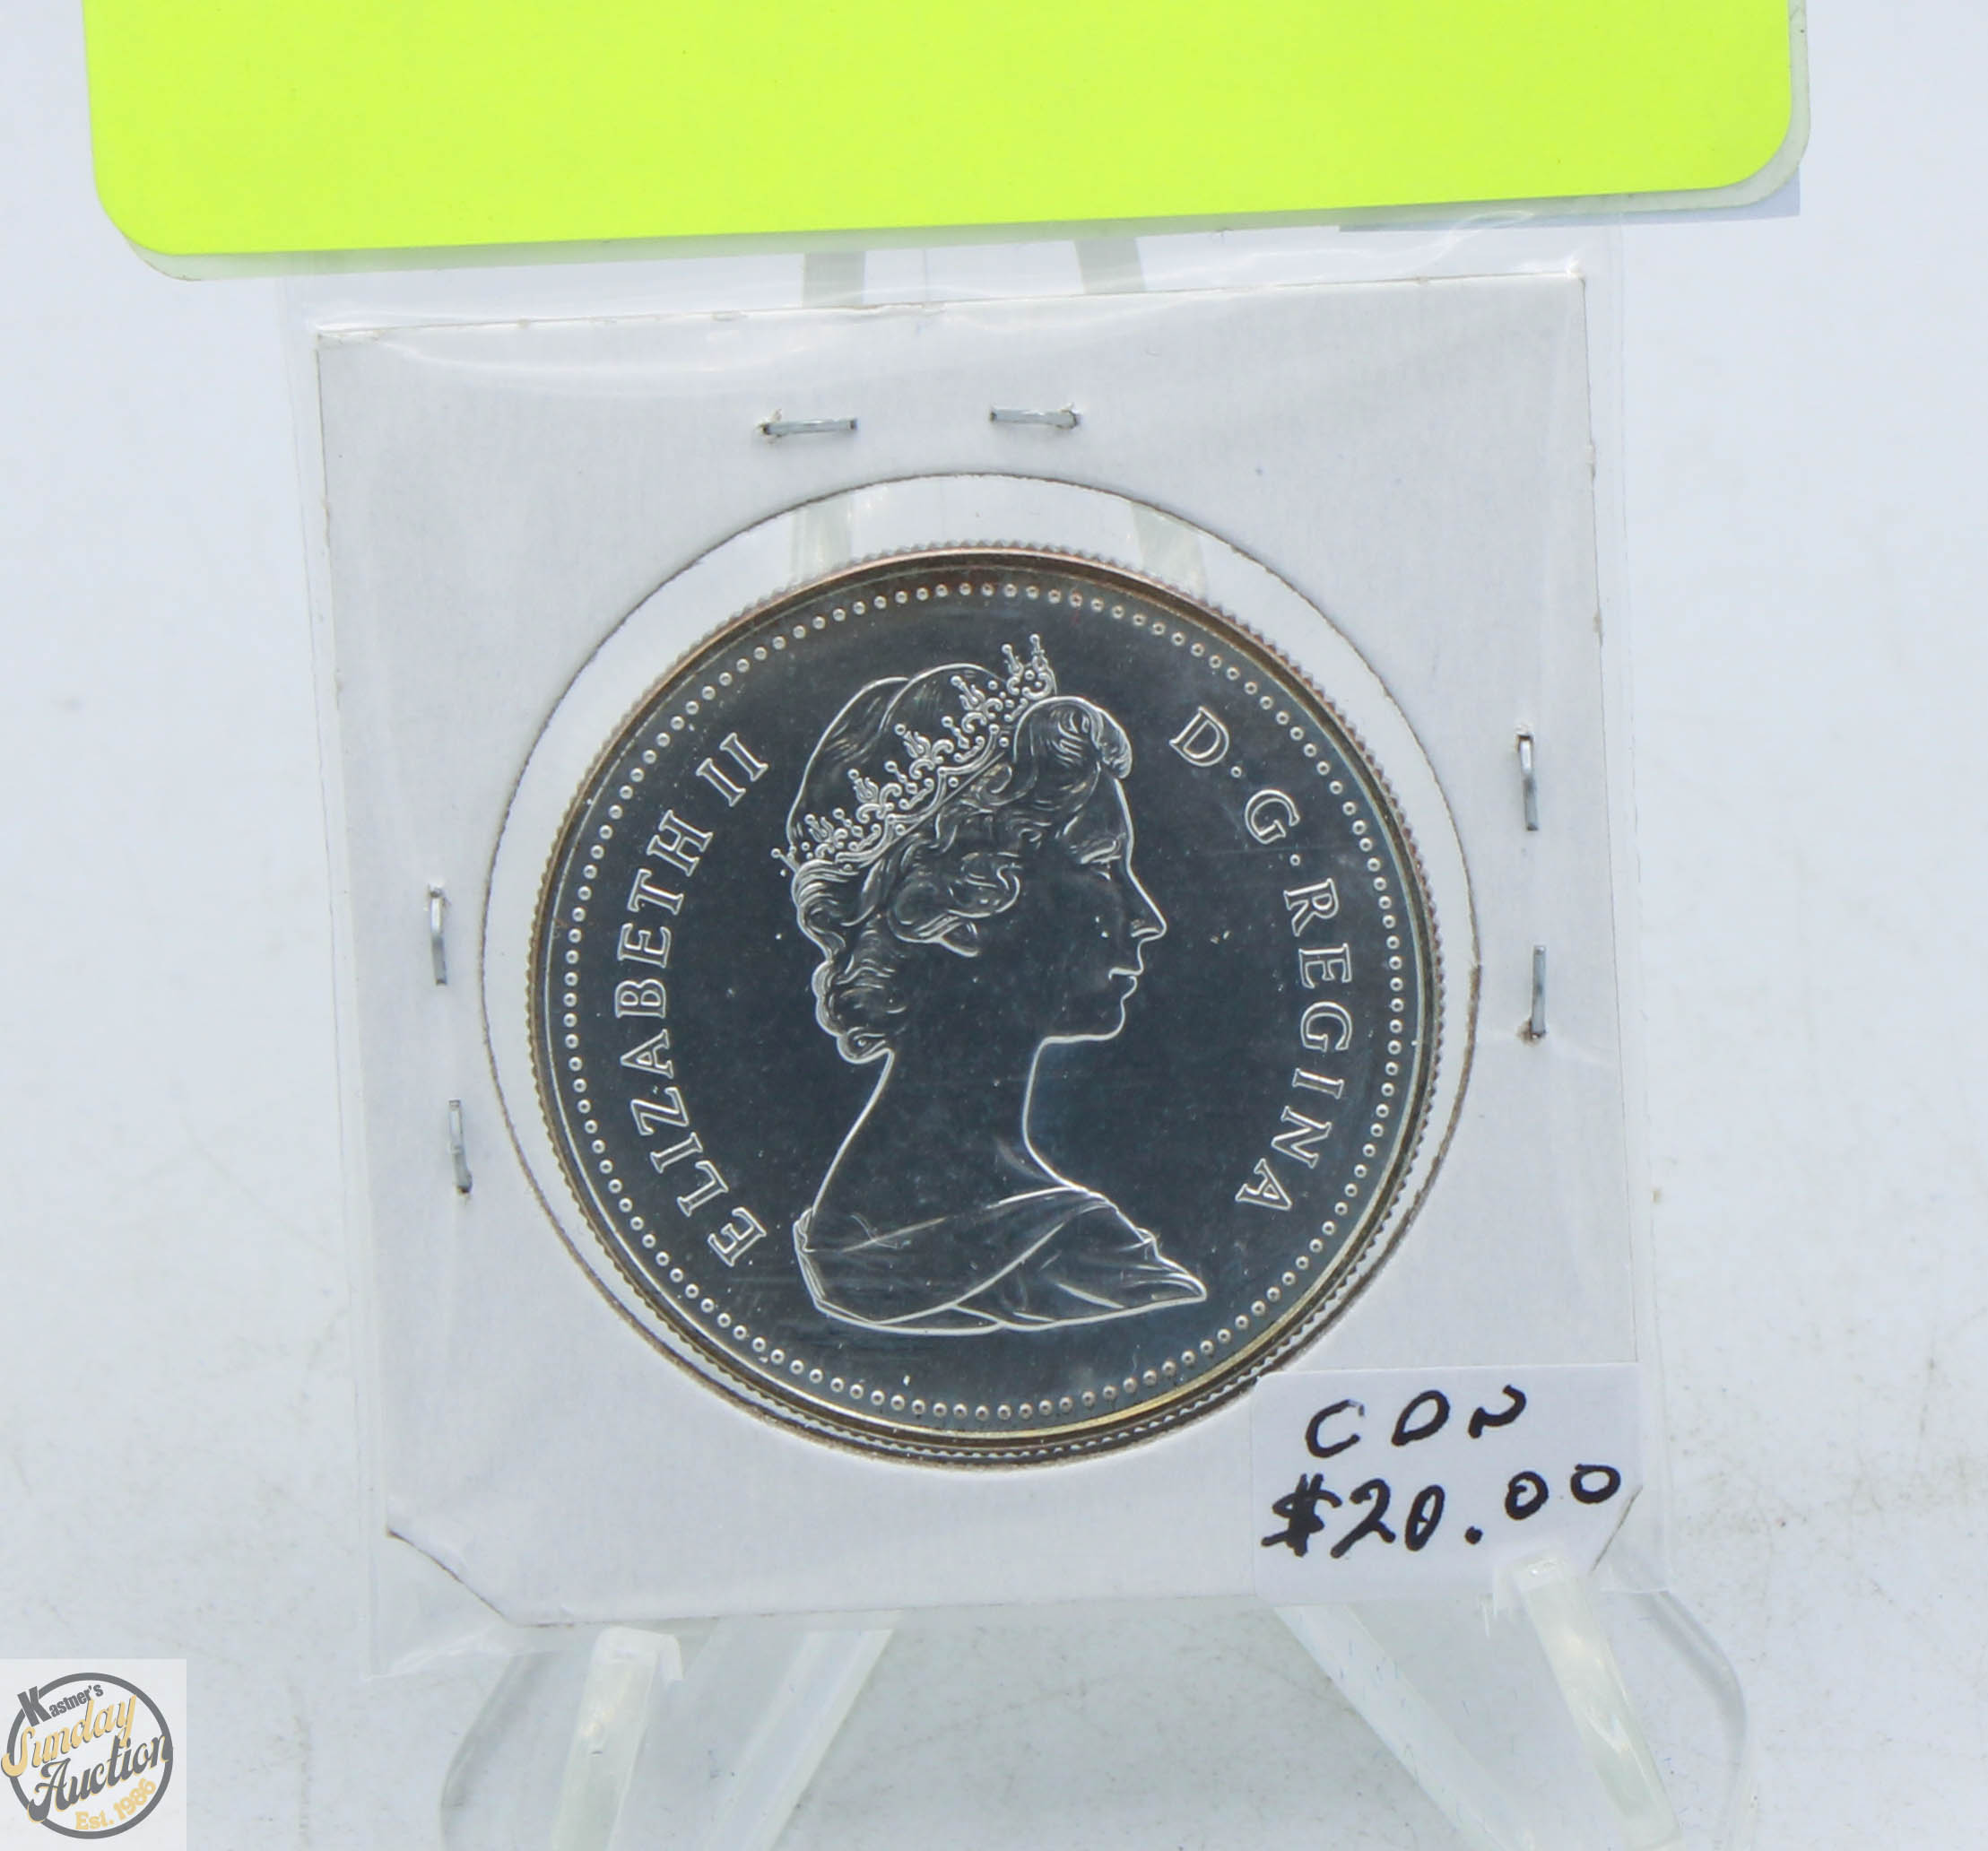 ELIZABETH II D·G·REGINA
CDN
$20.00
Kastner's
Sunday
Auction
Est. 1986